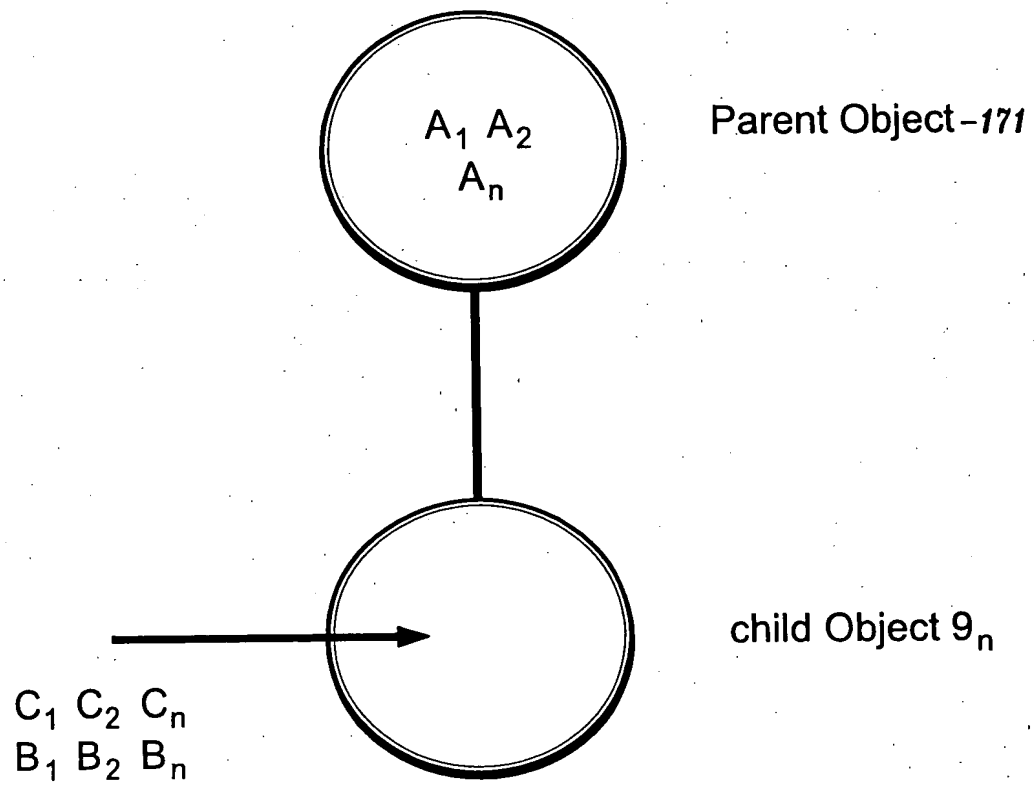 A₁ A₂
Aₙ
Parent Object-171
child Object 9ₙ
C₁ C₂ Cₙ
B₁ B₂ Bₙ